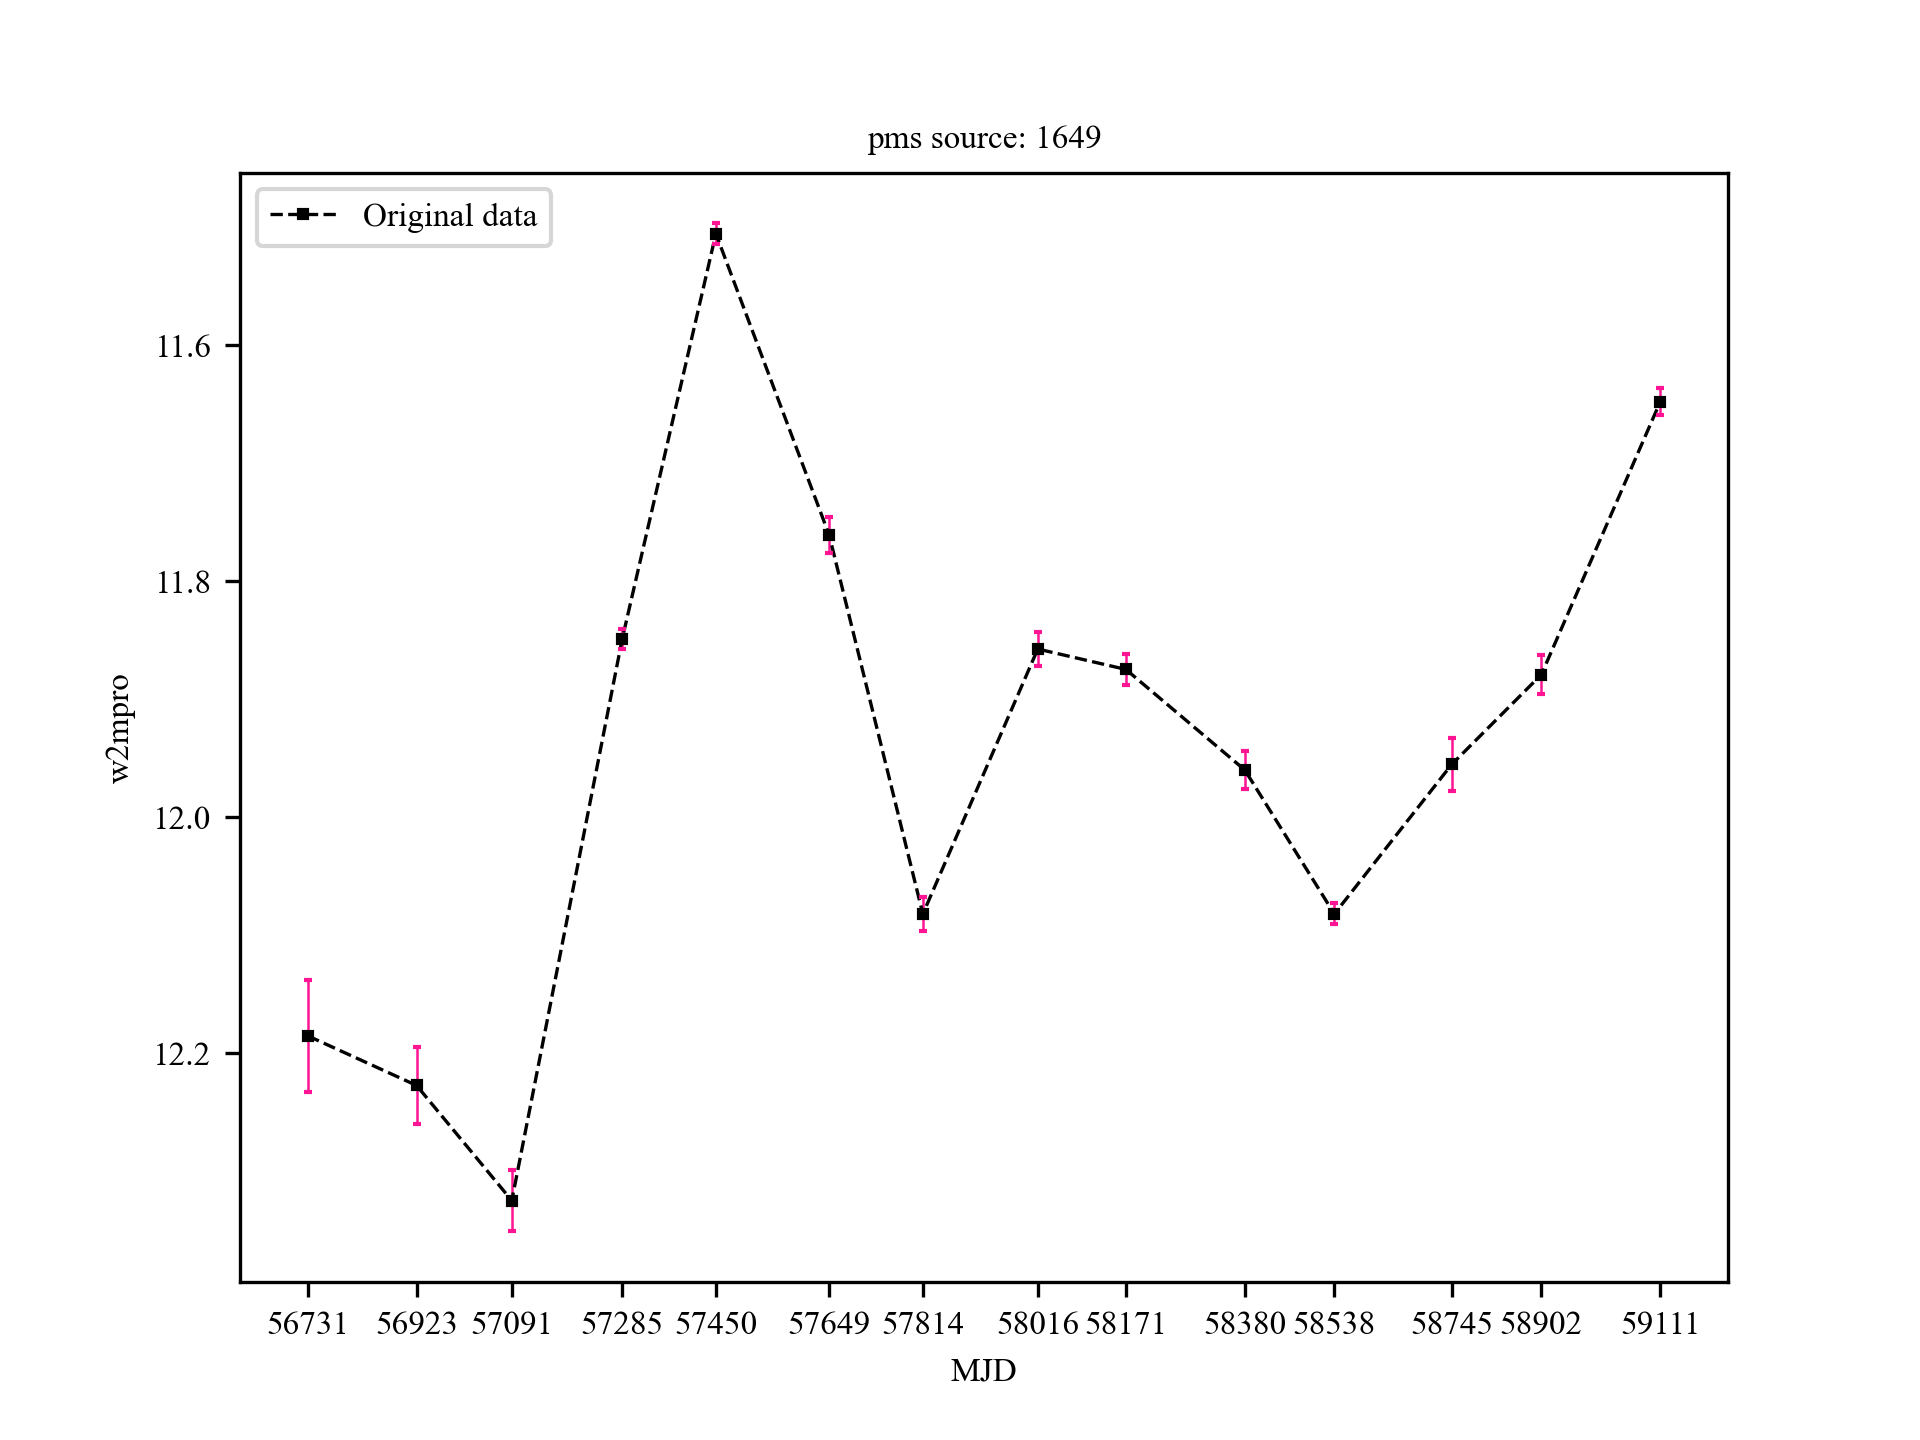 pms source: 1649
Original data
w2mpro
11.6
11.8
12.0
12.2
56731 56923 57091 57285 57450 57649 57814 58016 58171 58380 58538 58745 58902 59111
MJD